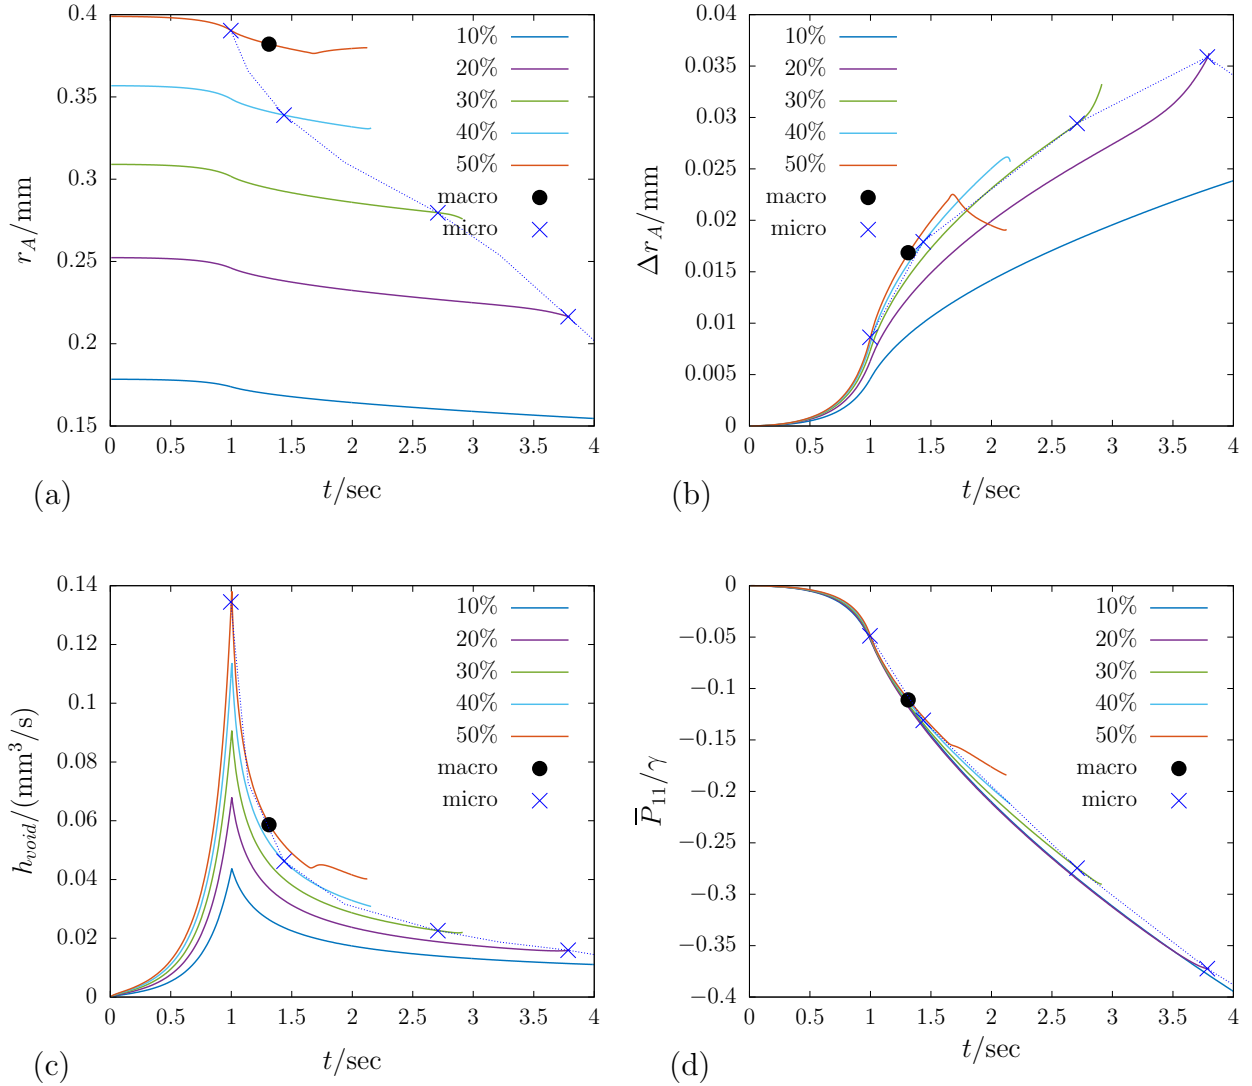 0.4
0.35
0.3
0.25
0.2
0.15
r_A/mm
10%
20%
30%
40%
50%
macro
micro
0 0.5 1 1.5 2 2.5 3 3.5 4
(a) t/sec
0.04
0.035
0.03
0.025
0.02
0.015
0.01
0.005
0
Δr_A/mm
10%
20%
30%
40%
50%
macro
micro
0 0.5 1 1.5 2 2.5 3 3.5 4
(b) t/sec
0.14
0.12
0.1
0.08
0.06
0.04
0.02
0
h_void/(mm³/s)
10%
20%
30%
40%
50%
macro
micro
0 0.5 1 1.5 2 2.5 3 3.5 4
(c) t/sec
0
−0.05
−0.1
−0.15
−0.2
−0.25
−0.3
−0.35
−0.4
P̅₁₁/γ
10%
20%
30%
40%
50%
macro
micro
0 0.5 1 1.5 2 2.5 3 3.5 4
(d) t/sec